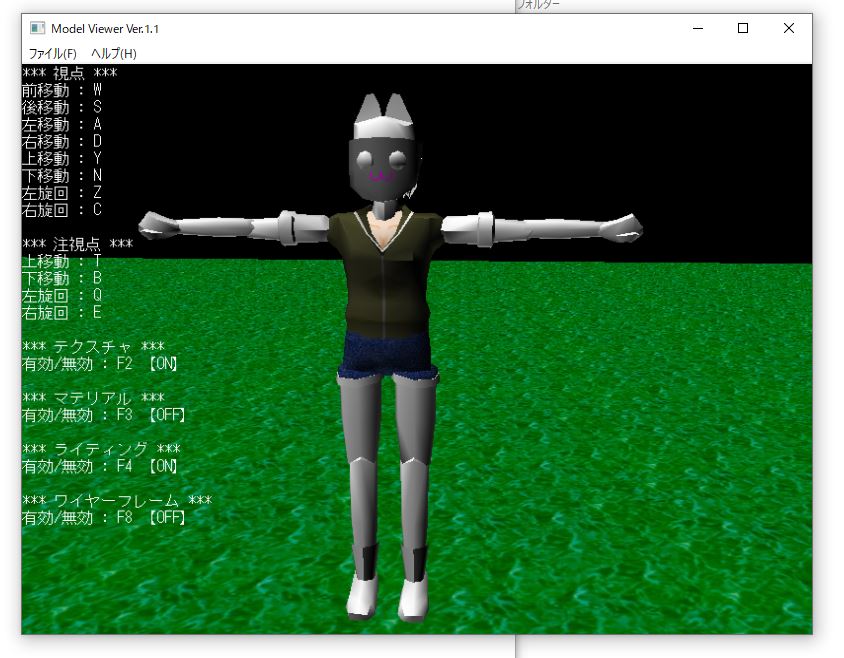 フォルダー
Model Viewer Ver.1.1
ファイル(F) ヘルプ(H)
*** 視点 ***
前移動 : W
後移動 : S
左移動 : A
右移動 : D
上移動 : Y
下移動 : N
左旋回 : Z
右旋回 : C
*** 注視点 ***
上移動 : T
下移動 : B
左旋回 : Q
右旋回 : E
*** テクスチャ ***
有効/無効 : F2 【ON】
*** マテリアル ***
有効/無効 : F3 【OFF】
*** ライティング ***
有効/無効 : F4 【ON】
*** ワイヤーフレーム ***
有効/無効 : F8 【OFF】